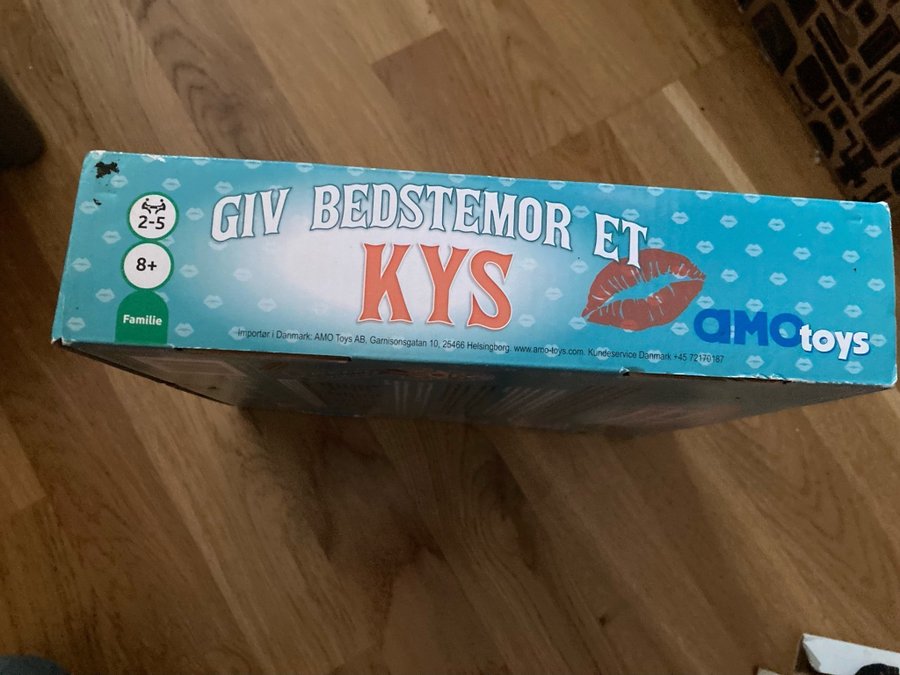 GIV BEDSTEMOR ET
KYS
2-5
8+
Familie
AMOtoys
Importør i Danmark: AMO Toys AB, Garnisonsgatan 10, 25466 Helsingborg. www.amo-toys.com. Kundeservice Danmark +45 72170187